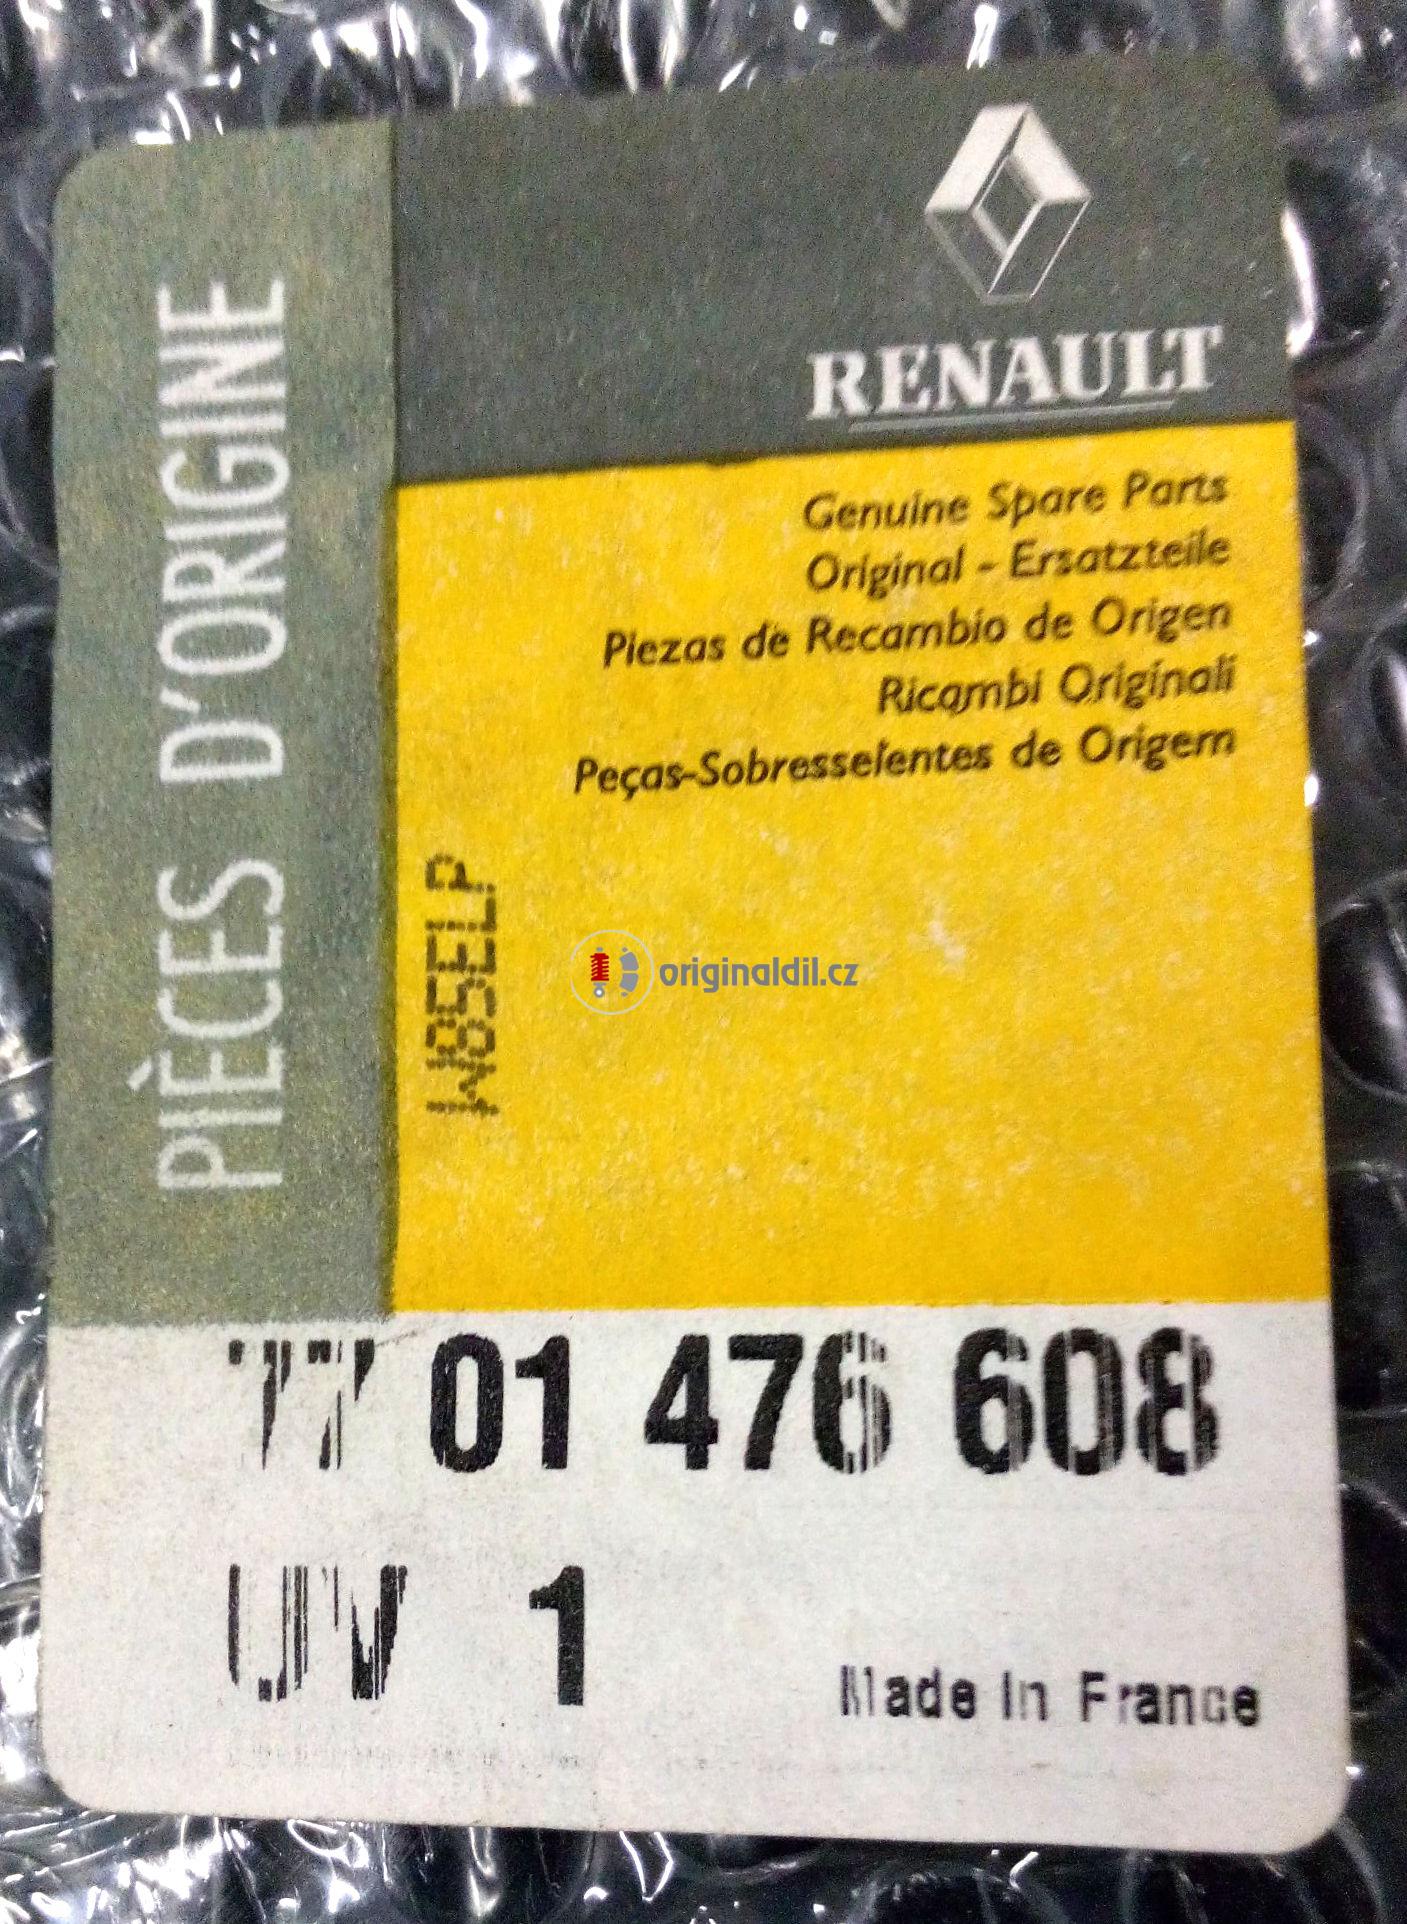 PIÈCES D'ORIGINE
RENAULT
Genuine Spare Parts
Original - Ersatzteile
Piezas de Recambio de Origen
Ricambi Originali
Peças-Sobresselentes de Origem
W85ELP
originaldil.cz
77 01 476 608
UV 1
Made In France